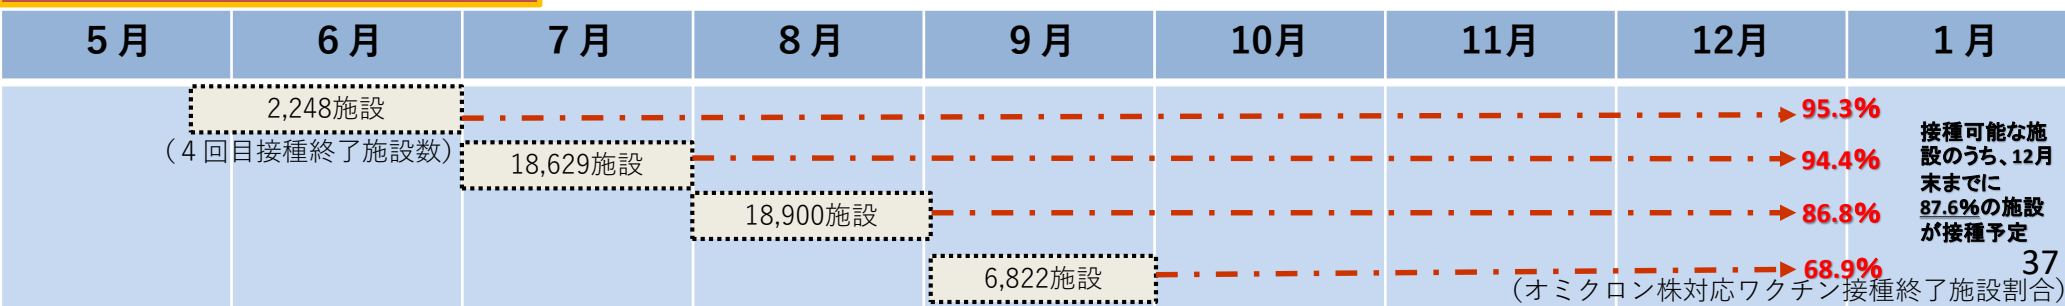 5月 6月 7月 8月 9月 10月 11月 12月 1月
2,248施設
95.3%
(4回目接種終了施設数)
18,629施設
94.4%
18,900施設
86.8%
6,822施設
68.9%
接種可能な施
設のうち、12月
末までに
87.6%の施設
が接種予定
37
(オミクロン株対応ワクチン接種終了施設割合)